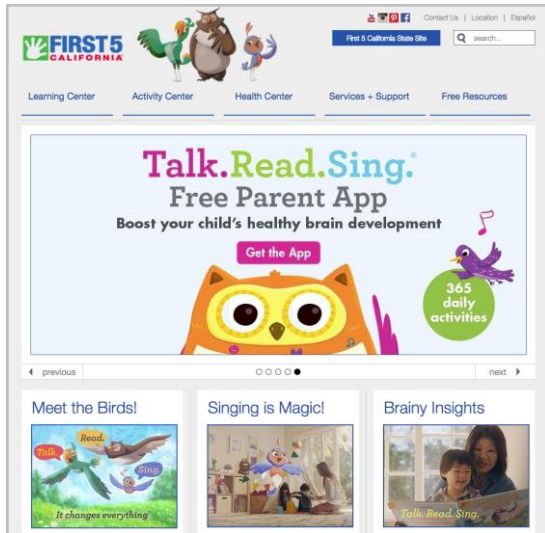 Contact Us | Location | Español
FIRST 5
CALIFORNIA
First 5 California State Site
search...
Learning Center
Activity Center
Health Center
Services + Support
Free Resources
Talk.Read.Sing.®
Free Parent App
Boost your child's healthy brain development
Get the App
365
daily
activities
previous
next
Meet the Birds!
Singing is Magic!
Brainy Insights
Talk.
Read.
Sing.
It changes everything
Talk. Read. Sing.